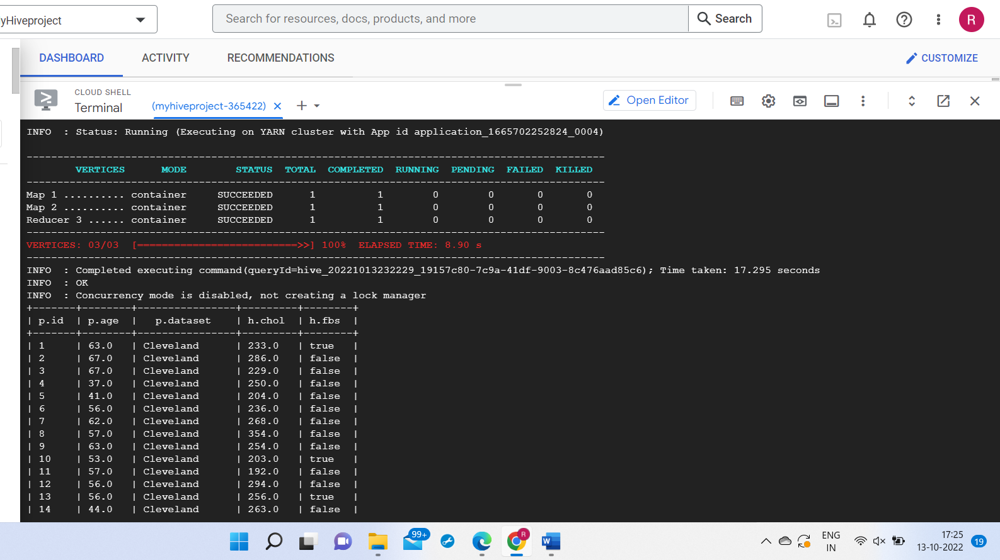 yHiveproject
Search for resources, docs, products, and more
Search
R
DASHBOARD ACTIVITY RECOMMENDATIONS
CUSTOMIZE
CLOUD SHELL
Terminal
(myhiveproject-365422)
Open Editor
INFO  : Status: Running (Executing on YARN cluster with App id application_1665702252824_0004)
----------------------------------------------------------------------------------------------
        VERTICES      MODE        STATUS  TOTAL  COMPLETED  RUNNING  PENDING  FAILED  KILLED
----------------------------------------------------------------------------------------------
Map 1 .......... container     SUCCEEDED      1          1        0        0       0       0
Map 2 .......... container     SUCCEEDED      1          1        0        0       0       0
Reducer 3 ...... container     SUCCEEDED      1          1        0        0       0       0
----------------------------------------------------------------------------------------------
VERTICES: 03/03  [==========================>>] 100%  ELAPSED TIME: 8.90 s
----------------------------------------------------------------------------------------------
INFO  : Completed executing command(queryId=hive_20221013232229_19157c80-7c9a-41df-9003-8c476aad85c6); Time taken: 17.295 seconds
INFO  : OK
INFO  : Concurrency mode is disabled, not creating a lock manager
+-------+--------+----------------+---------+--------+
| p.id  | p.age  |   p.dataset    | h.chol  | h.fbs  |
+-------+--------+----------------+---------+--------+
| 1     | 63.0   | Cleveland      | 233.0   | true   |
| 2     | 67.0   | Cleveland      | 286.0   | false  |
| 3     | 67.0   | Cleveland      | 229.0   | false  |
| 4     | 37.0   | Cleveland      | 250.0   | false  |
| 5     | 41.0   | Cleveland      | 204.0   | false  |
| 6     | 56.0   | Cleveland      | 236.0   | false  |
| 7     | 62.0   | Cleveland      | 268.0   | false  |
| 8     | 57.0   | Cleveland      | 354.0   | false  |
| 9     | 63.0   | Cleveland      | 254.0   | false  |
| 10    | 53.0   | Cleveland      | 203.0   | true   |
| 11    | 57.0   | Cleveland      | 192.0   | false  |
| 12    | 56.0   | Cleveland      | 294.0   | false  |
| 13    | 56.0   | Cleveland      | 256.0   | true   |
| 14    | 44.0   | Cleveland      | 263.0   | false  |
99+
R
W
ENG
IN
17:25
13-10-2022
19